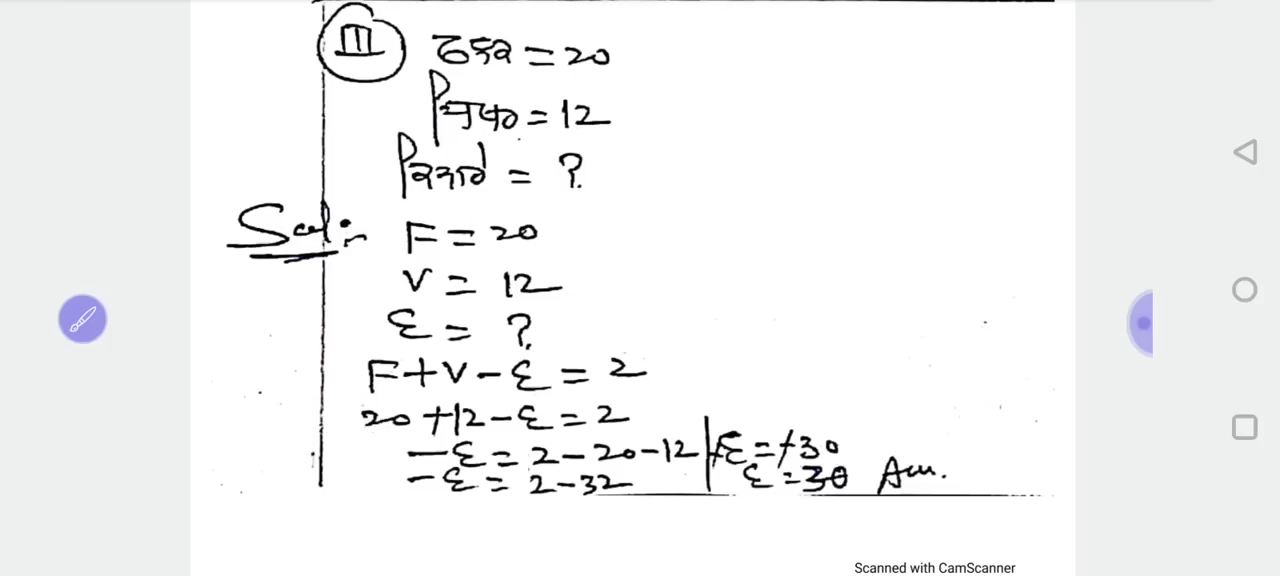 III फलक = 20
शिर्षक = 12
किनारे = ?
Sol:-
F = 20
V = 12
E = ?
F + V - E = 2
20 + 12 - E = 2
- E = 2 - 20 - 12
- E = 2 - 32
+E = +30
E = 30 Ans.
Scanned with CamScanner